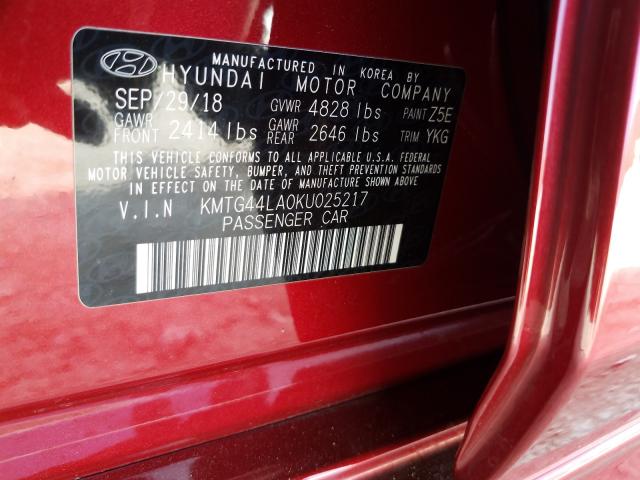 MANUFACTURED IN KOREA BY
HYUNDAI MOTOR COMPANY
SEP/29/18 GVWR 4828 lbs PAINT Z5E
GAWR FRONT 2414 lbs GAWR REAR 2646 lbs TRIM YKG
THIS VEHICLE CONFORMS TO ALL APPLICABLE U.S.A. FEDERAL
MOTOR VEHICLE SAFETY, BUMPER, AND THEFT PREVENTION STANDARDS
IN EFFECT ON THE DATE OF MANUFACTURE SHOWN ABOVE.
V.I.N KMTG44LA0KU025217
PASSENGER CAR